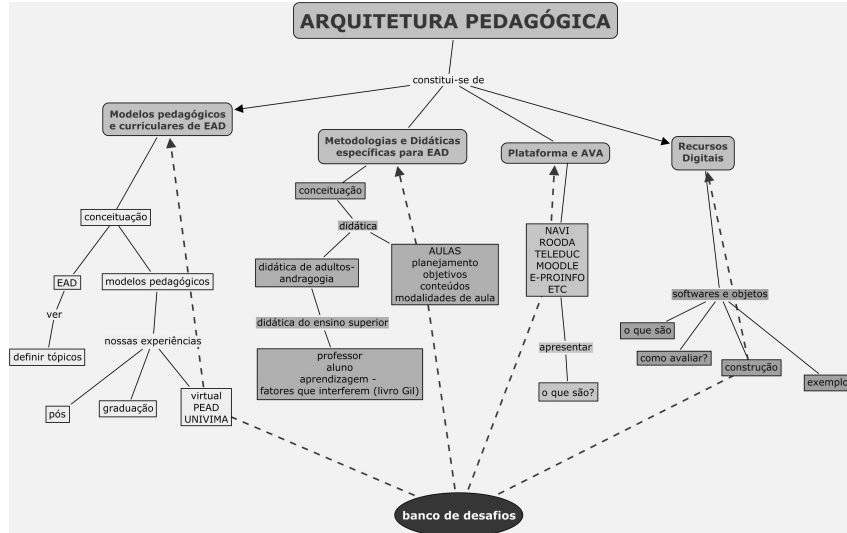 ARQUITETURA PEDAGÓGICA
constitui-se de
Modelos pedagógicos
e curriculares de EAD
Metodologias e Didáticas
específicas para EAD
Plataforma e AVA
Recursos
Digitais
conceituação
EAD
ver
definir tópicos
modelos pedagógicos
nossas experiências
pós
graduação
virtual
PEAD
UNIVIMA
conceituação
didática
didática de adultos-
andragogia
didática do ensino superior
professor
aluno
aprendizagem -
fatores que interferem (livro Gil)
AULAS
planejamento
objetivos
conteúdos
modalidades de aula
NAVI
ROODA
TELEDUC
MOODLE
E-PROINFO
ETC
apresentar
o que são?
softwares e objetos
o que são
como avaliar?
construção
exemplo
banco de desafios